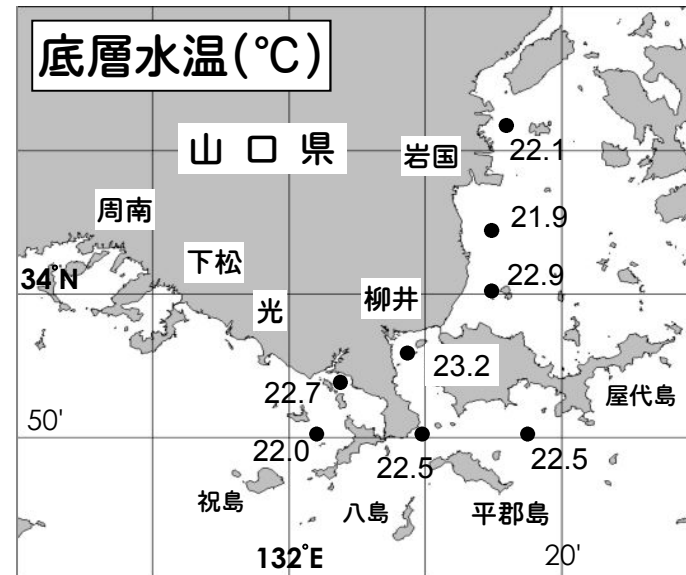 底層水温(℃)
山口県
岩国
22.1
周南
21.9
下松
34°N
22.9
光
柳井
23.2
22.7
屋代島
50'
22.0
22.5
22.5
祝島
八島
平郡島
132°E
20'